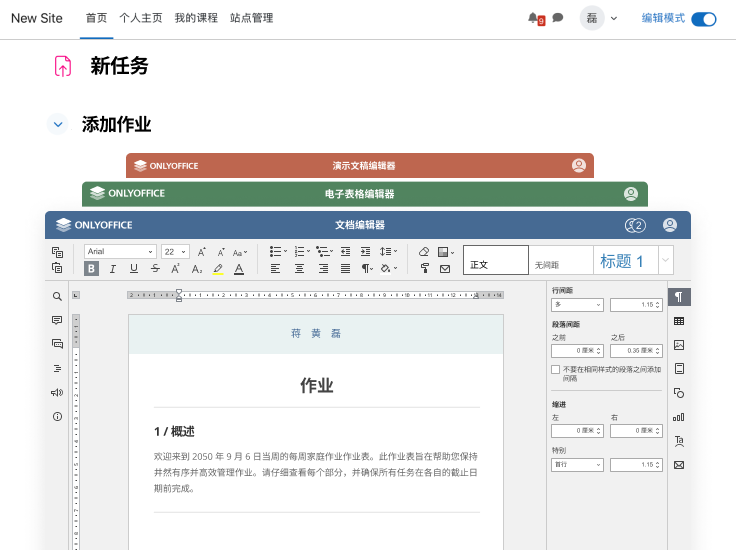 New Site 首页 个人主页 我的课程 站点管理 9 磊 编辑模式
新任务
添加作业
ONLYOFFICE 演示文稿编辑器
ONLYOFFICE 电子表格编辑器
ONLYOFFICE 文档编辑器 2
Arial 22 Aa
B I U S A A₂ A
正文 无间距 标题 1
行间距
多 1.15
段落间距
之前 之后
0 厘米 0.35 厘米
不要在相同样式的段落之间添加
间隔
缩进
左 右
0 厘米 0 厘米
特别
首行 1.15
蒋 黄 磊
作业
1 / 概述
欢迎来到 2050 年 9 月 6 日当周的每周家庭作业作业表。此作业表旨在帮助您保持
井然有序并高效管理作业。请仔细查看每个部分，并确保所有任务在各自的截止日
期前完成。